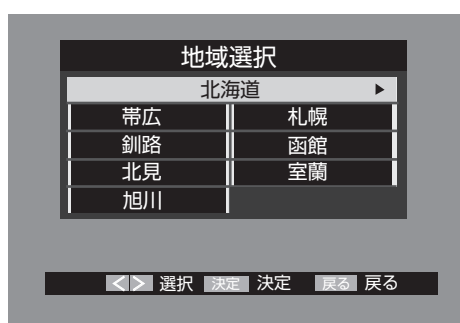 地域選択
北海道 ▶
帯広 札幌
釧路 函館
北見 室蘭
旭川
< > 選択 決定 決定 戻る 戻る